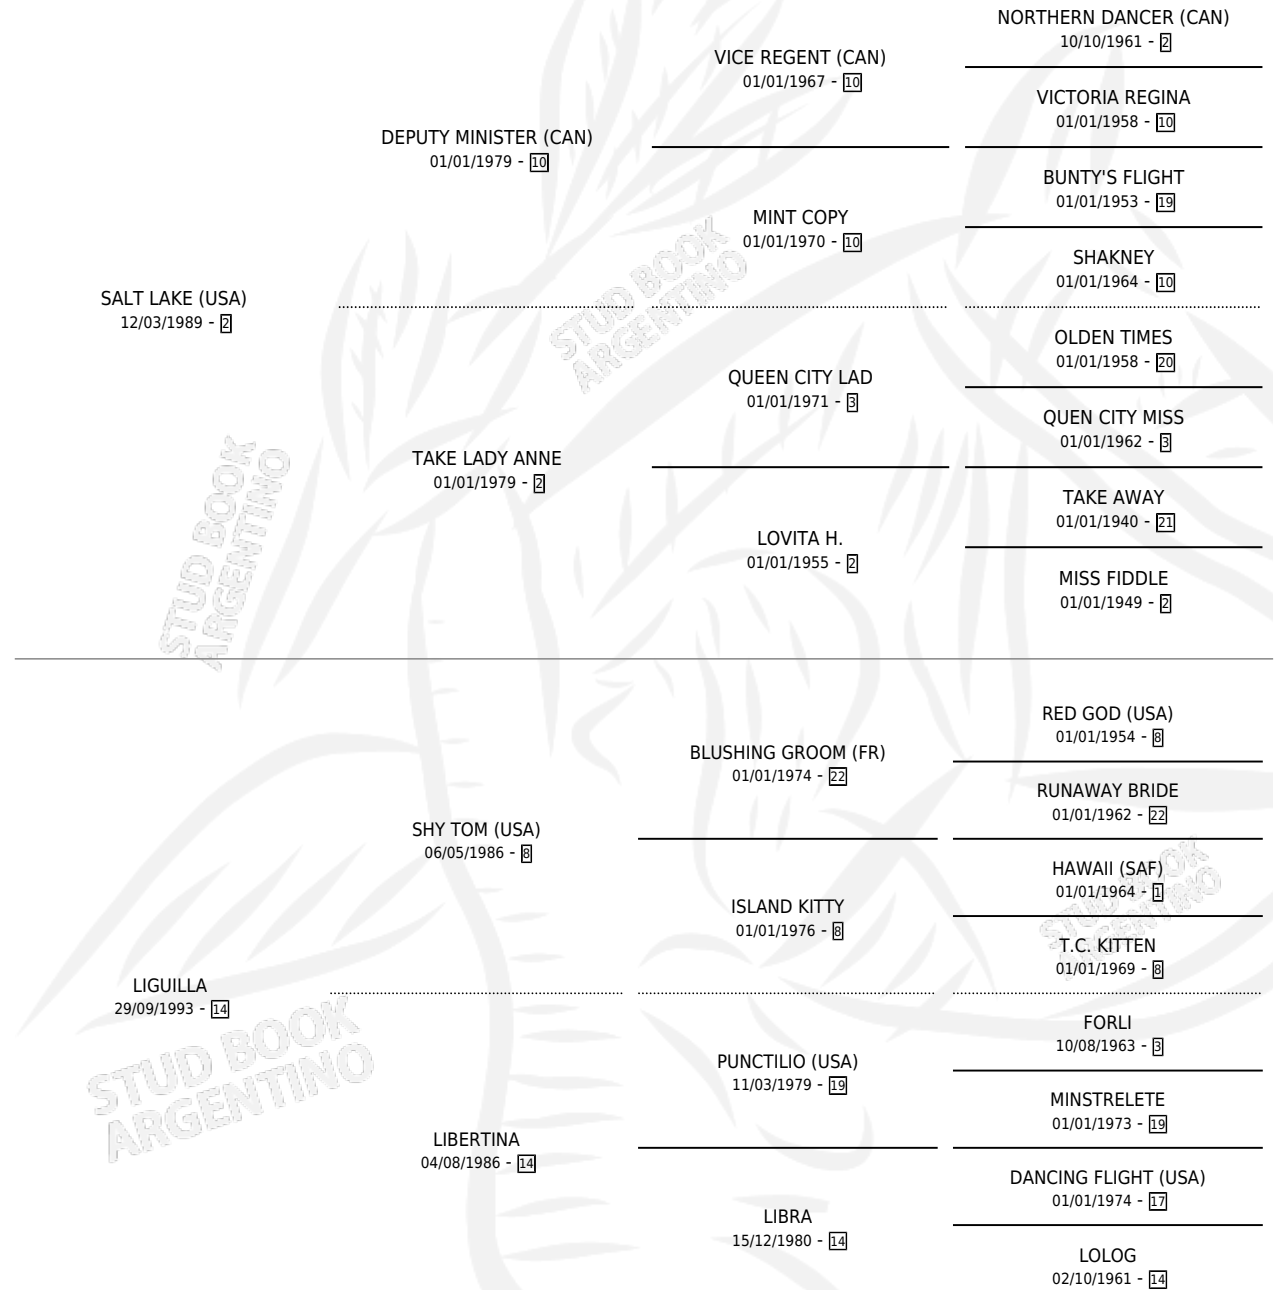 NORTHERN DANCER (CAN)
10/10/1961 - 2
VICE REGENT (CAN)
01/01/1967 - 10
VICTORIA REGINA
01/01/1958 - 10
DEPUTY MINISTER (CAN)
01/01/1979 - 10
BUNTY'S FLIGHT
01/01/1953 - 19
MINT COPY
01/01/1970 - 10
SHAKNEY
01/01/1964 - 10
SALT LAKE (USA)
12/03/1989 - 2
OLDEN TIMES
01/01/1958 - 20
QUEEN CITY LAD
01/01/1971 - 3
QUEN CITY MISS
01/01/1962 - 3
TAKE LADY ANNE
01/01/1979 - 2
TAKE AWAY
01/01/1940 - 21
LOVITA H.
01/01/1955 - 2
MISS FIDDLE
01/01/1949 - 2
STUD BOOK
ARGENTINO
STUD BOOK
ARGENTINO
RED GOD (USA)
01/01/1954 - 8
BLUSHING GROOM (FR)
01/01/1974 - 22
RUNAWAY BRIDE
01/01/1962 - 22
SHY TOM (USA)
06/05/1986 - 8
HAWAII (SAF)
01/01/1964 - 1
ISLAND KITTY
01/01/1976 - 8
T.C. KITTEN
01/01/1969 - 8
LIGUILLA
29/09/1993 - 14
FORLI
10/08/1963 - 3
PUNCTILIO (USA)
11/03/1979 - 19
MINSTRELETE
01/01/1973 - 19
LIBERTINA
04/08/1986 - 14
DANCING FLIGHT (USA)
01/01/1974 - 17
LIBRA
15/12/1980 - 14
LOLOG
02/10/1961 - 14
STUD BOOK
ARGENTINO
STUD BOOK
ARGENTINO